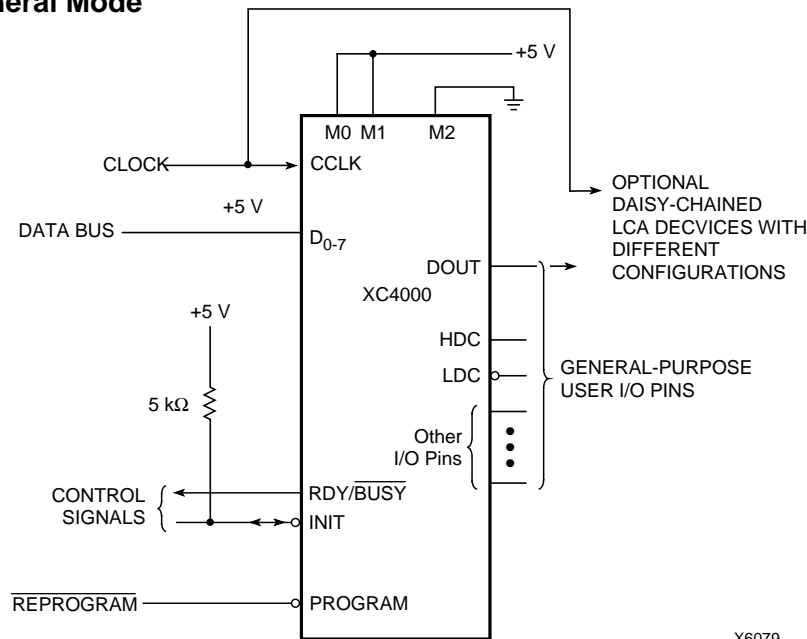 neral Mode
+5 V
M0 M1 M2
CLOCK
CCLK
OPTIONAL
DAISY-CHAINED
LCA DECVICES WITH
DIFFERENT
CONFIGURATIONS
+5 V
DATA BUS
D0-7
DOUT
XC4000
+5 V
HDC
LDC
GENERAL-PURPOSE
USER I/O PINS
5 kΩ
Other
I/O Pins
CONTROL
SIGNALS
RDY/BUSY
INIT
REPROGRAM
PROGRAM
X6079